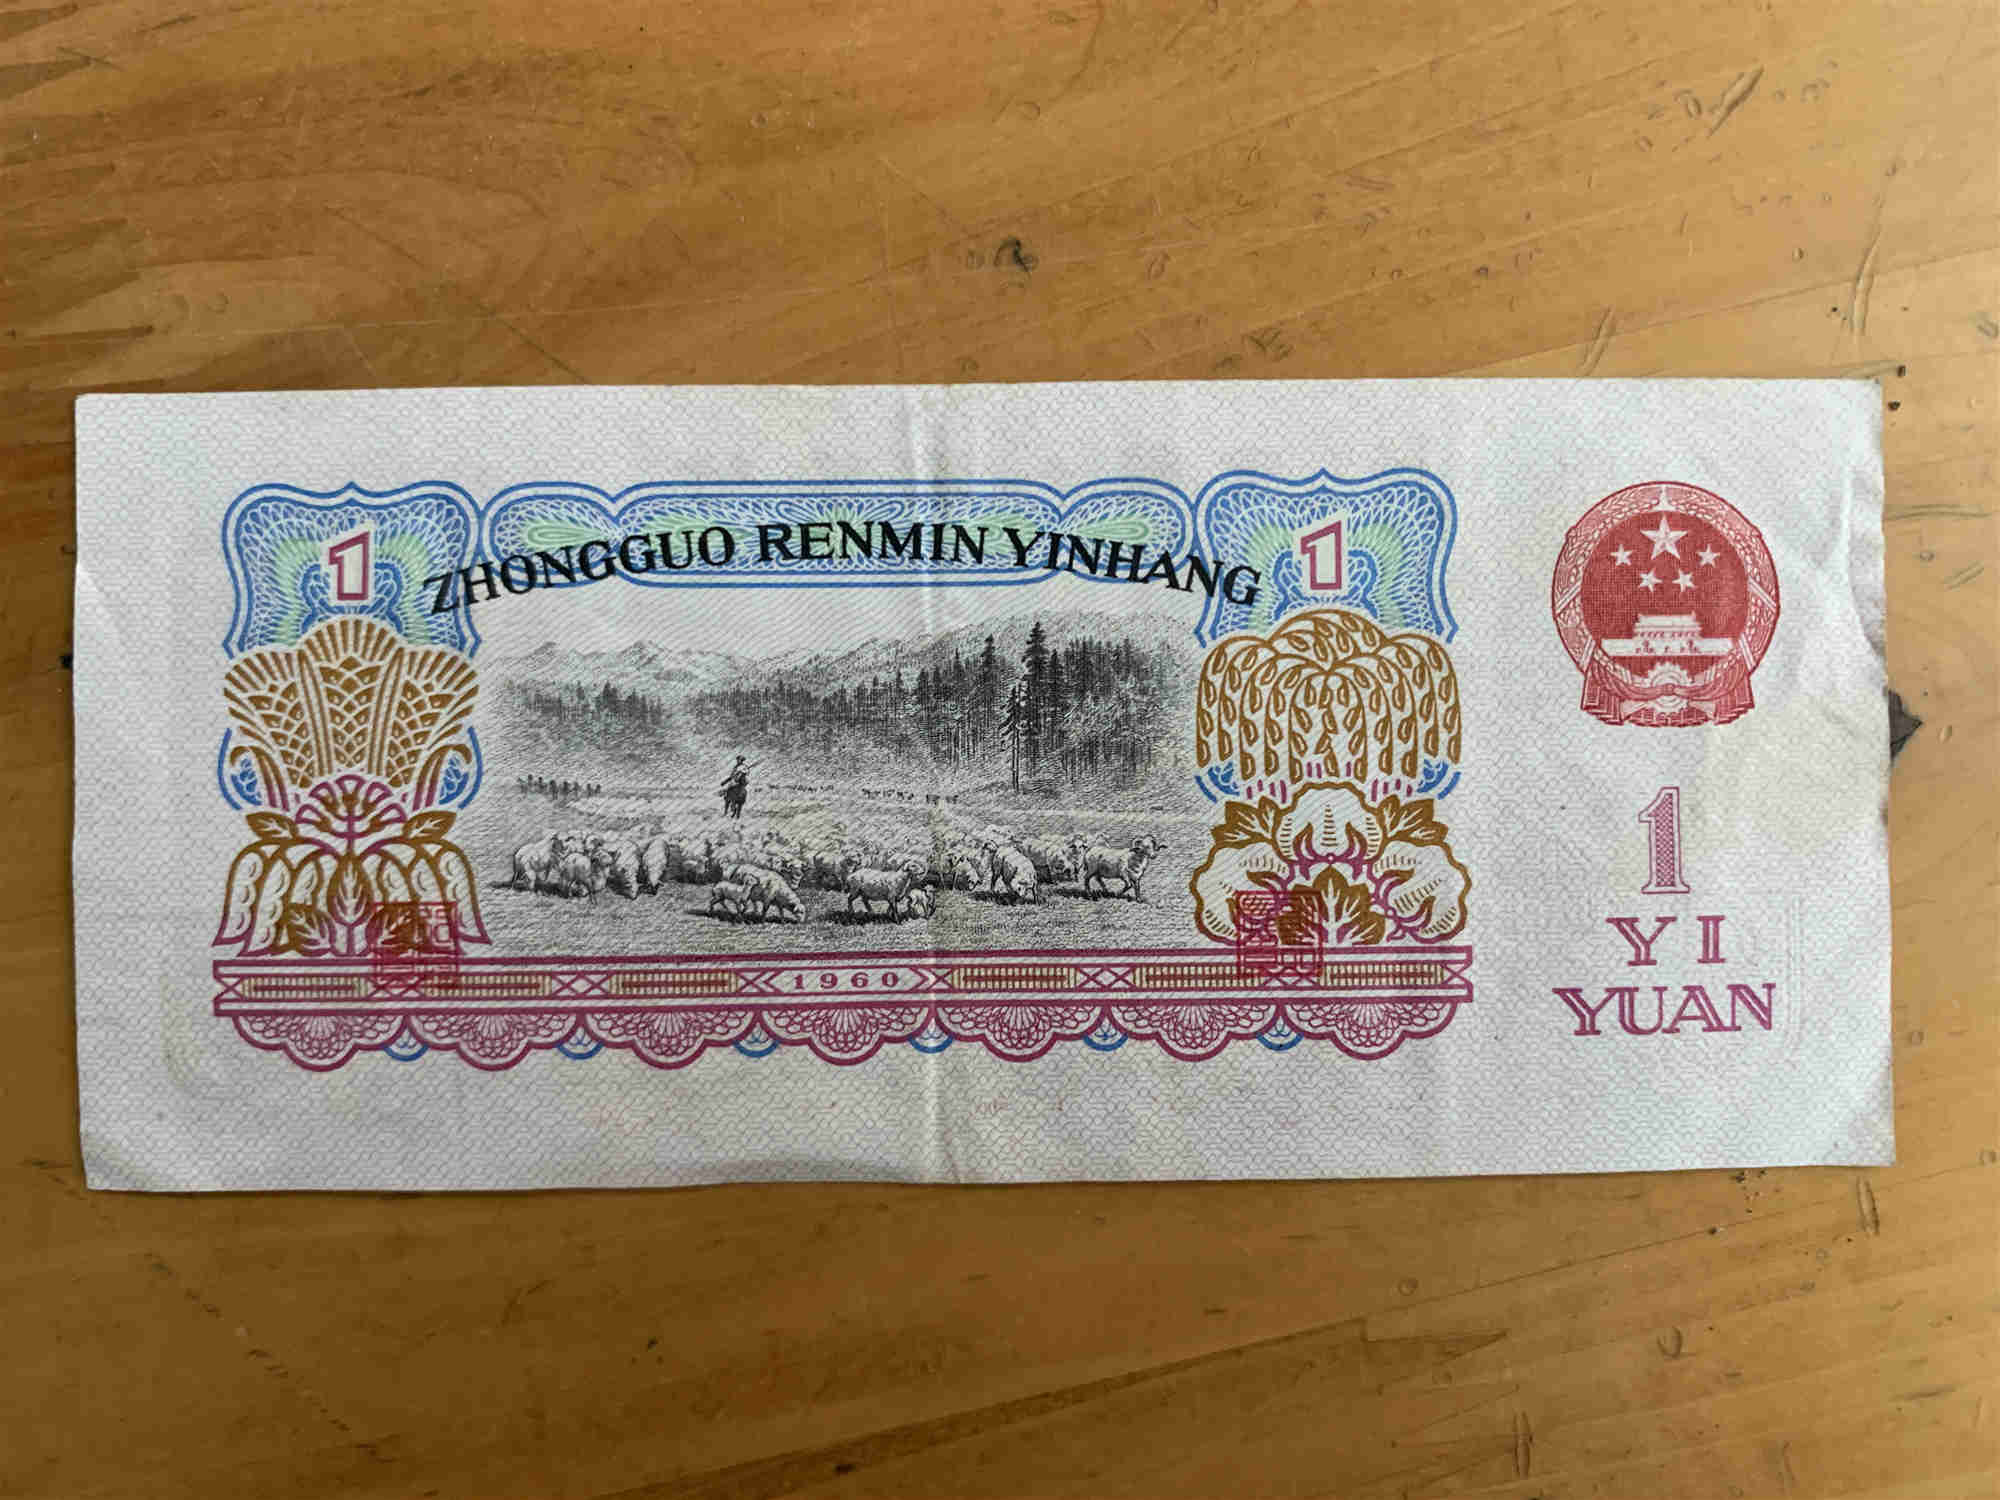 1
ZHONGGUO RENMIN YINHANG
1
1960
1
YI
YUAN